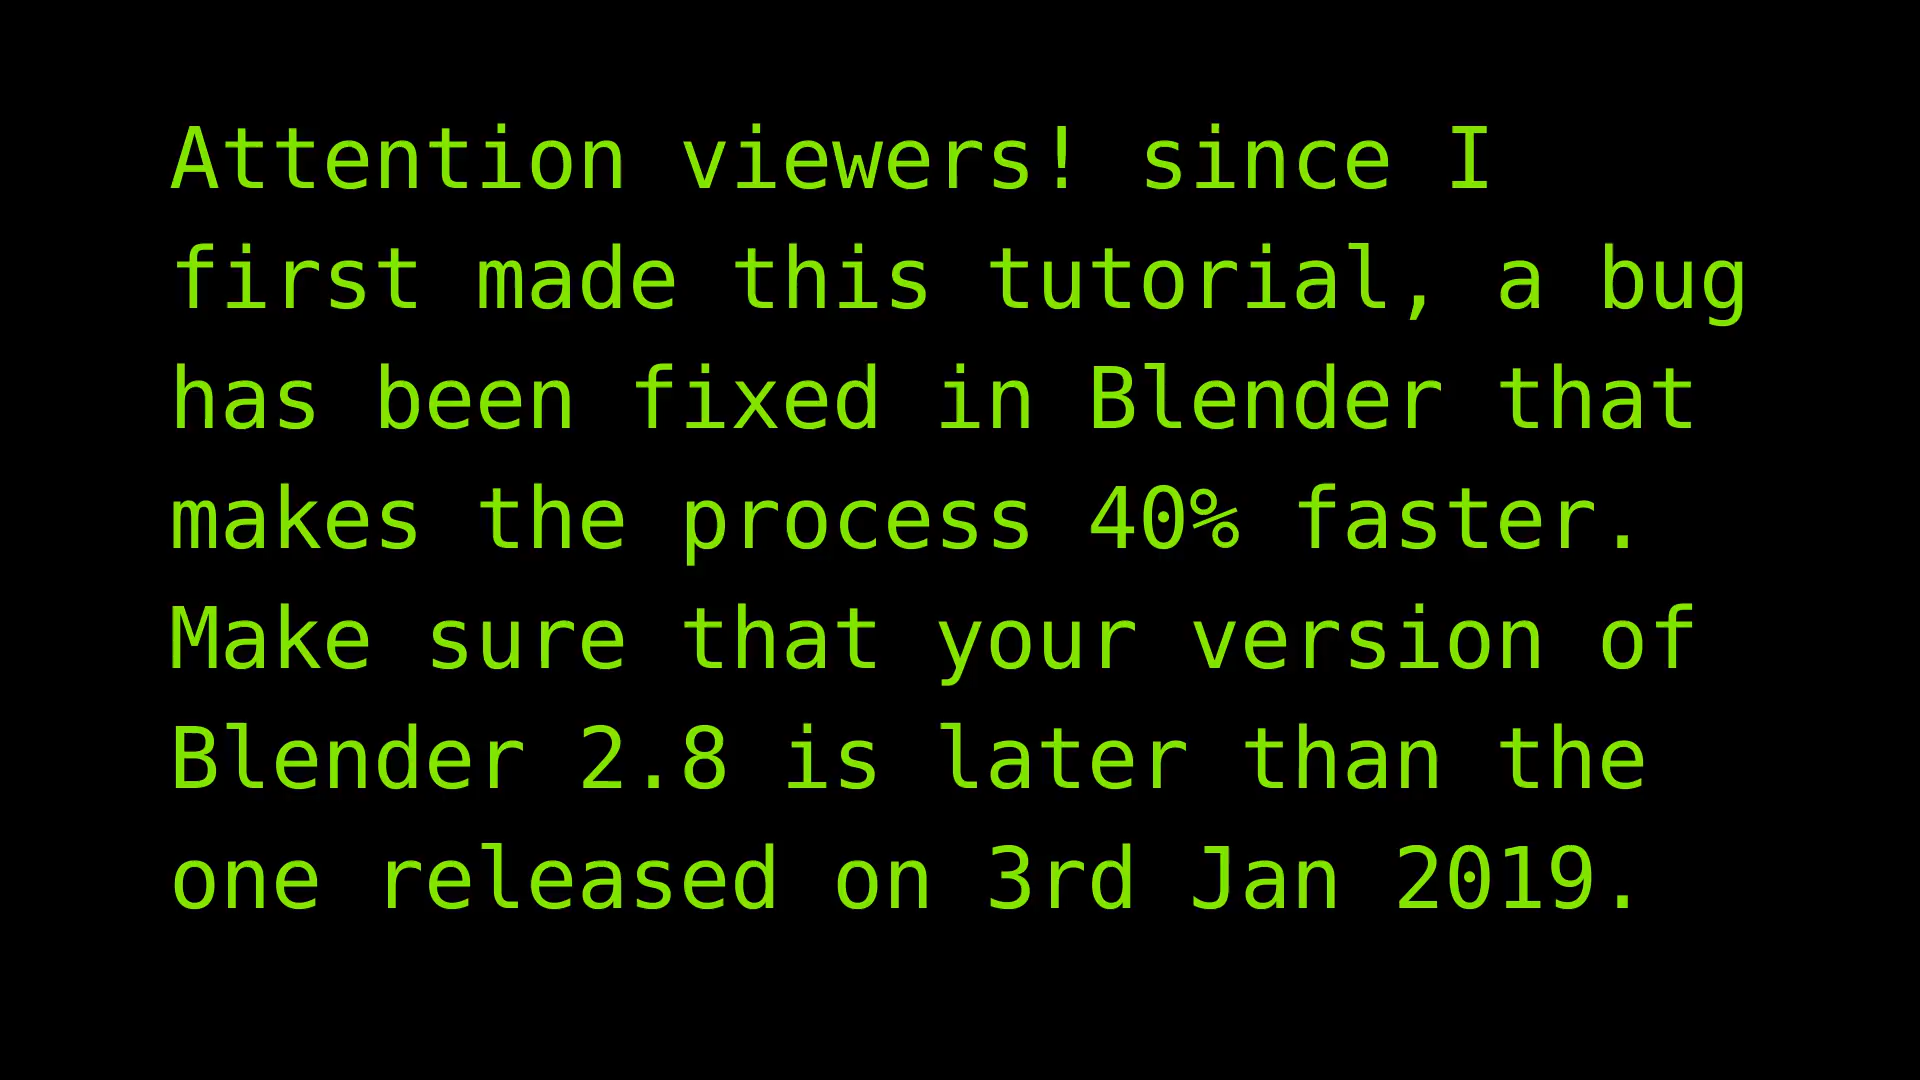 Attention viewers! since I
first made this tutorial, a bug
has been fixed in Blender that
makes the process 40% faster.
Make sure that your version of
Blender 2.8 is later than the
one released on 3rd Jan 2019.